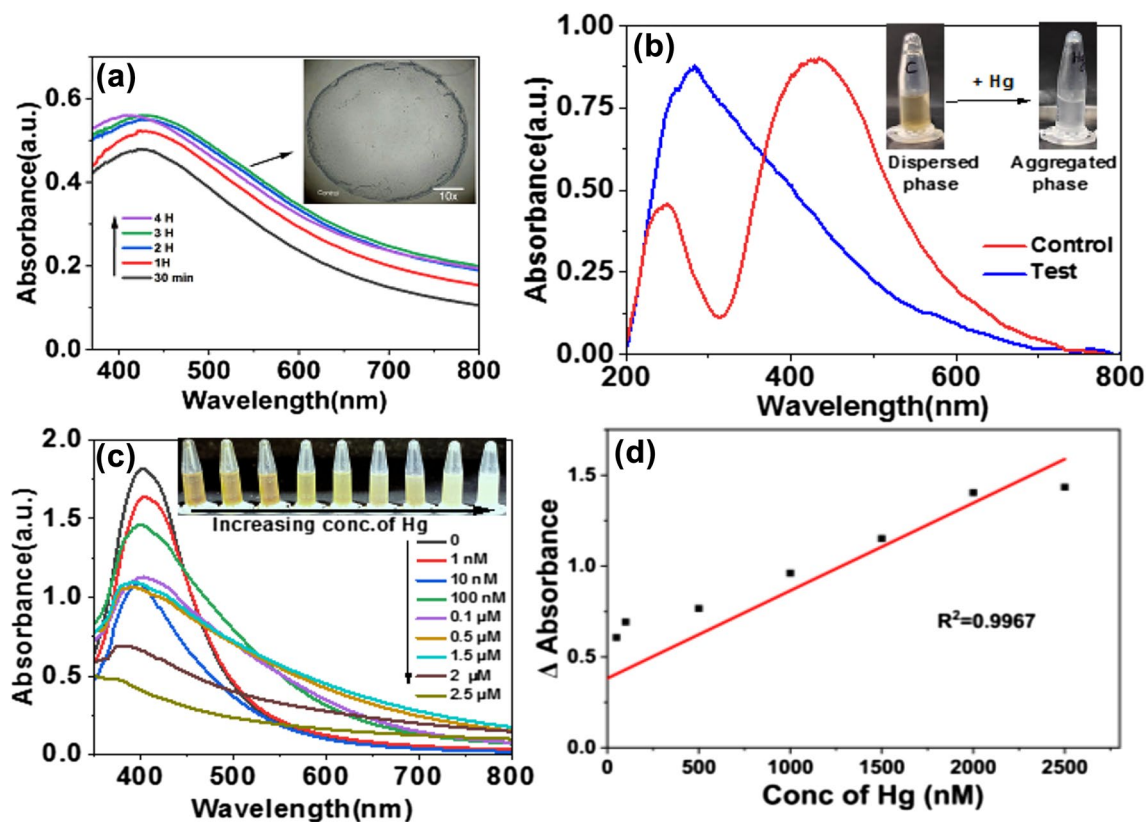 (a)
Absorbance(a.u.)
0.6
0.4
0.2
0.0
400
500
600
700
800
Wavelength(nm)
4 H
3 H
2 H
1H
30 min
Control
10x
(b)
Absorbance(a.u.)
1.00
0.75
0.50
0.25
0.00
200
400
600
800
Wavelength(nm)
C
Hg
+ Hg
Dispersed
phase
Aggregated
phase
Control
Test
(c)
Absorbance(a.u.)
2.0
1.5
1.0
0.5
0.0
400
500
600
700
800
Wavelength(nm)
Increasing conc.of Hg
0
1 nM
10 nM
100 nM
0.1 µM
0.5 µM
1.5 µM
2 µM
2.5 µM
(d)
Δ Absorbance
1.5
1.0
0.5
0.0
0
500
1000
1500
2000
2500
Conc of Hg (nM)
R²=0.9967